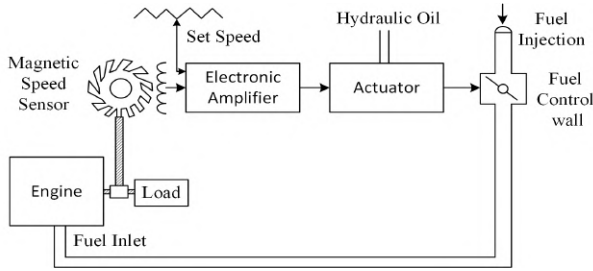 Hydraulic Oil
Fuel
Injection
Set Speed
Magnetic
Speed
Sensor
Electronic
Amplifier
Actuator
Fuel
Control
wall
Engine
Load
Fuel Inlet